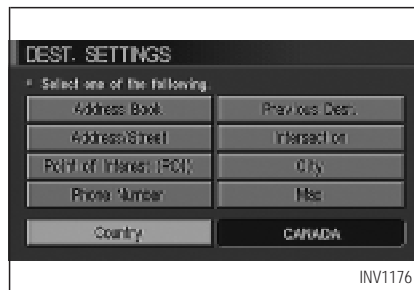 DEST. SETTINGS
Select one of the following.
Address Book
Previous Dest.
Address/Street
Intersection
Point of Interest (POI)
City
Phone Number
Map
Country
CANADA
INV1176